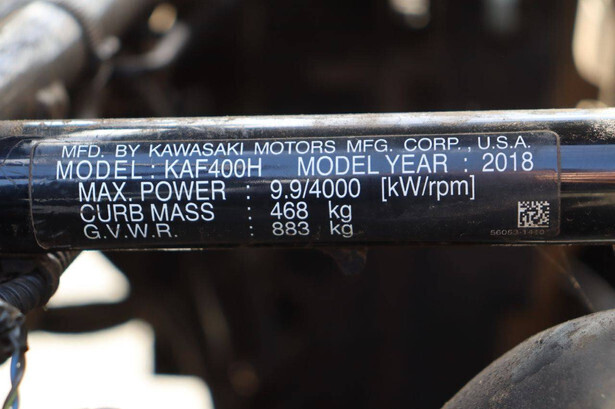 MFD. BY KAWASAKI MOTORS MFG. CORP., U.S.A.
MODEL : KAF400H MODEL YEAR : 2018
MAX. POWER : 9.9/4000 [kW/rpm]
CURB MASS : 468 kg
G.V.W.R. : 883 kg